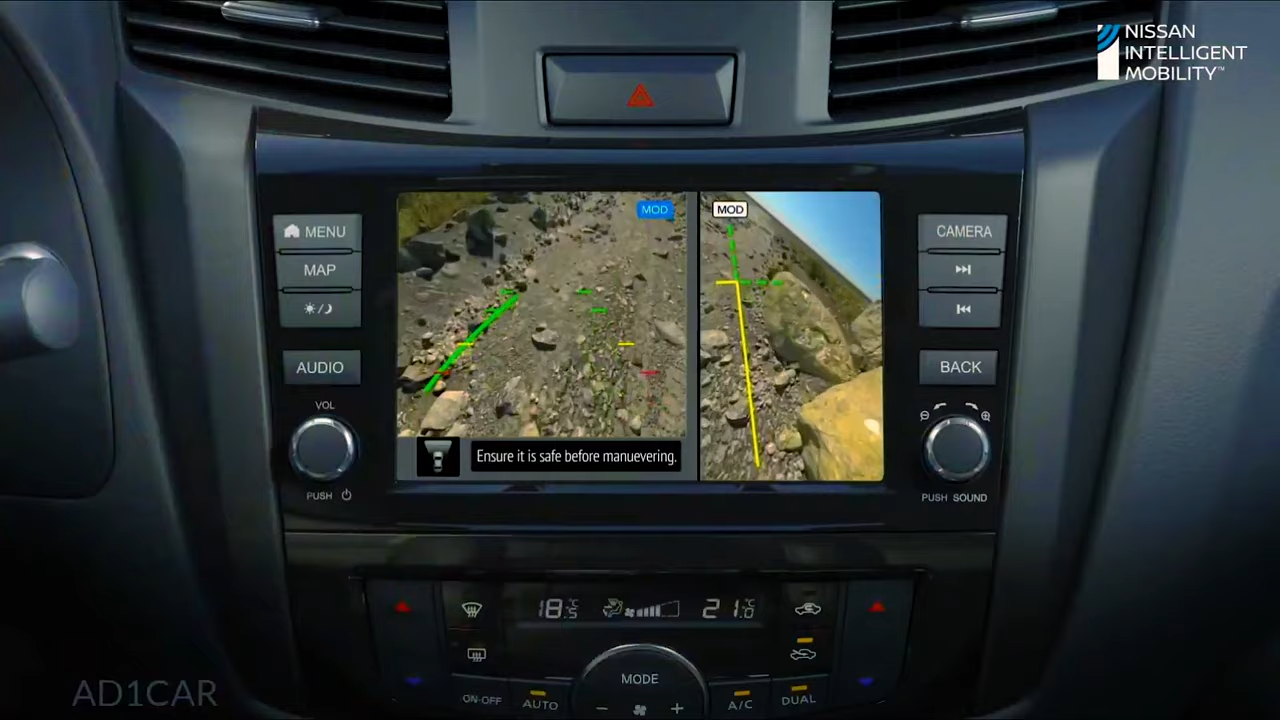 NISSAN
INTELLIGENT
MOBILITY™
MENU
MAP
AUDIO
VOL
PUSH
MOD
MOD
Ensure it is safe before manuevering.
CAMERA
BACK
PUSH SOUND
18.5°C
21.0°C
MODE
ON·OFF
AUTO
A/C
DUAL
AD1CAR